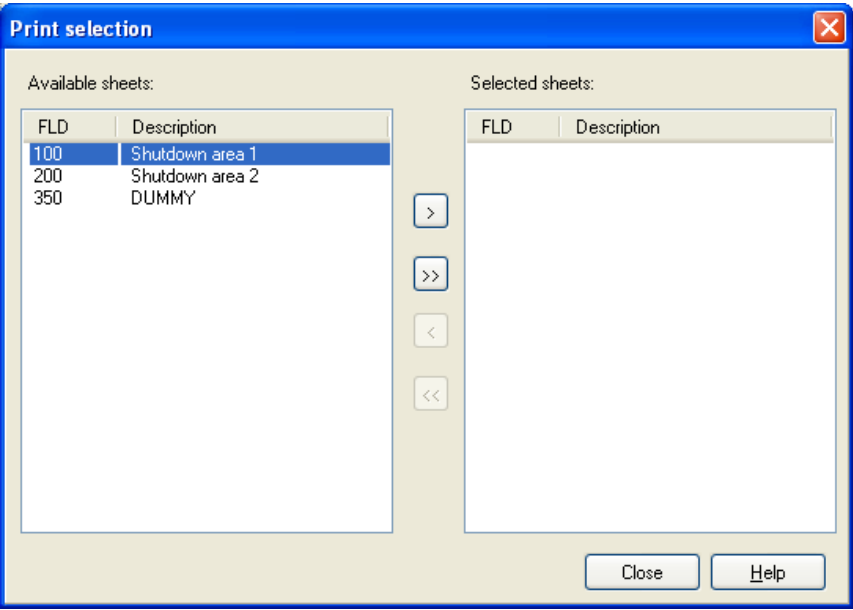 Print selection
Available sheets:
Selected sheets:
FLD Description
FLD Description
100 Shutdown area 1
200 Shutdown area 2
350 DUMMY
>
>>
<
<<
Close
Help